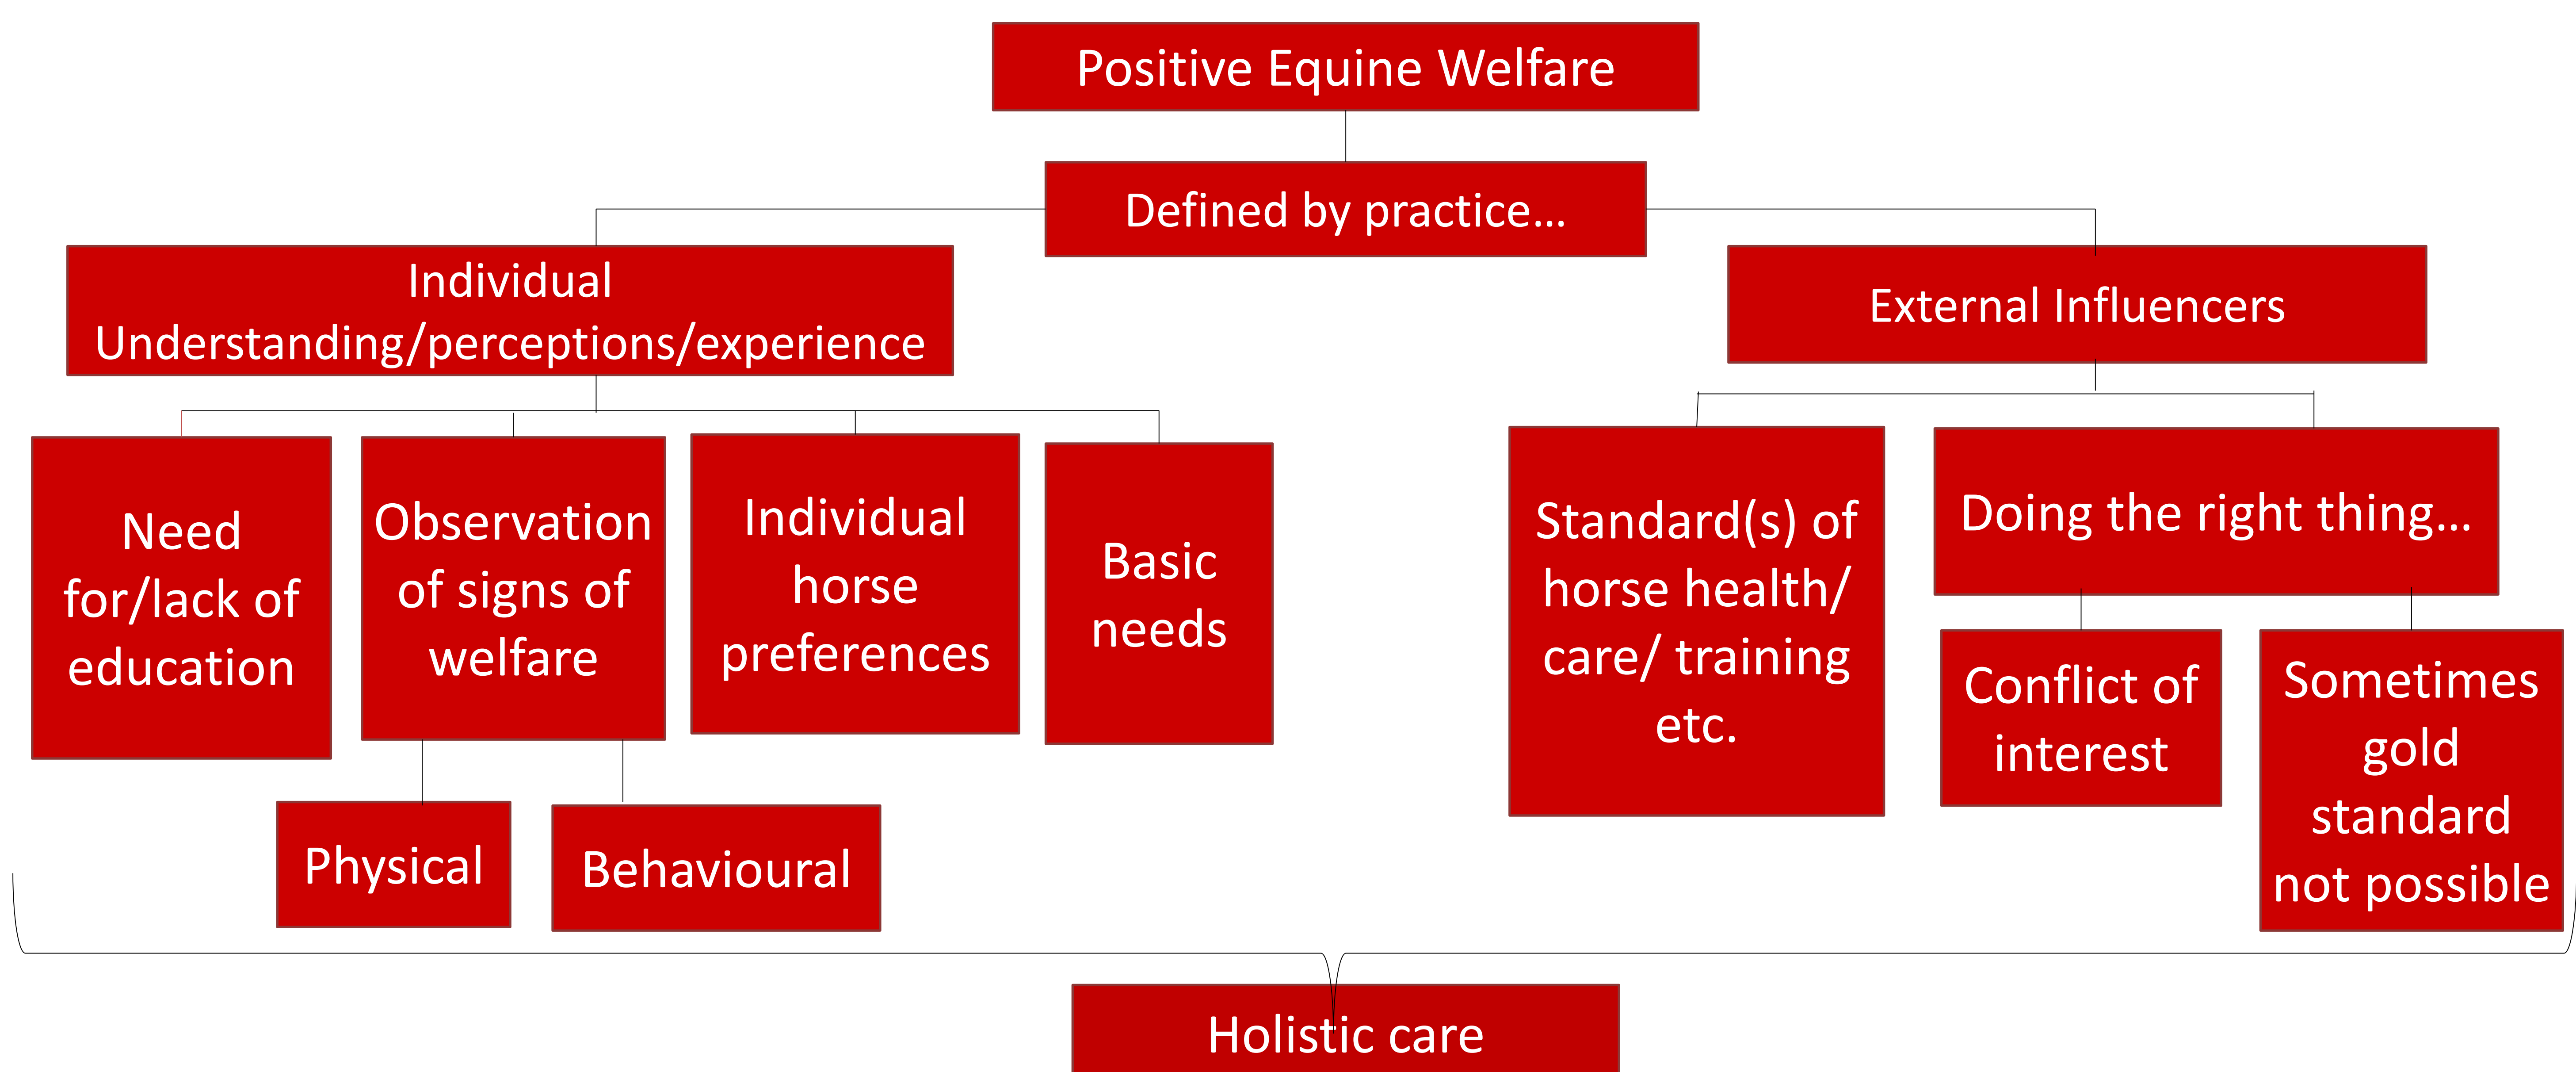 Positive Equine Welfare
Defined by practice...
Individual
Understanding/perceptions/experience
External Influencers
Need
for/lack of
education
Observation
of signs of
welfare
Individual
horse
preferences
Basic
needs
Standard(s) of
horse health/
care/ training
etc.
Doing the right thing...
Physical
Behavioural
Conflict of
interest
Sometimes
gold
standard
not possible
Holistic care